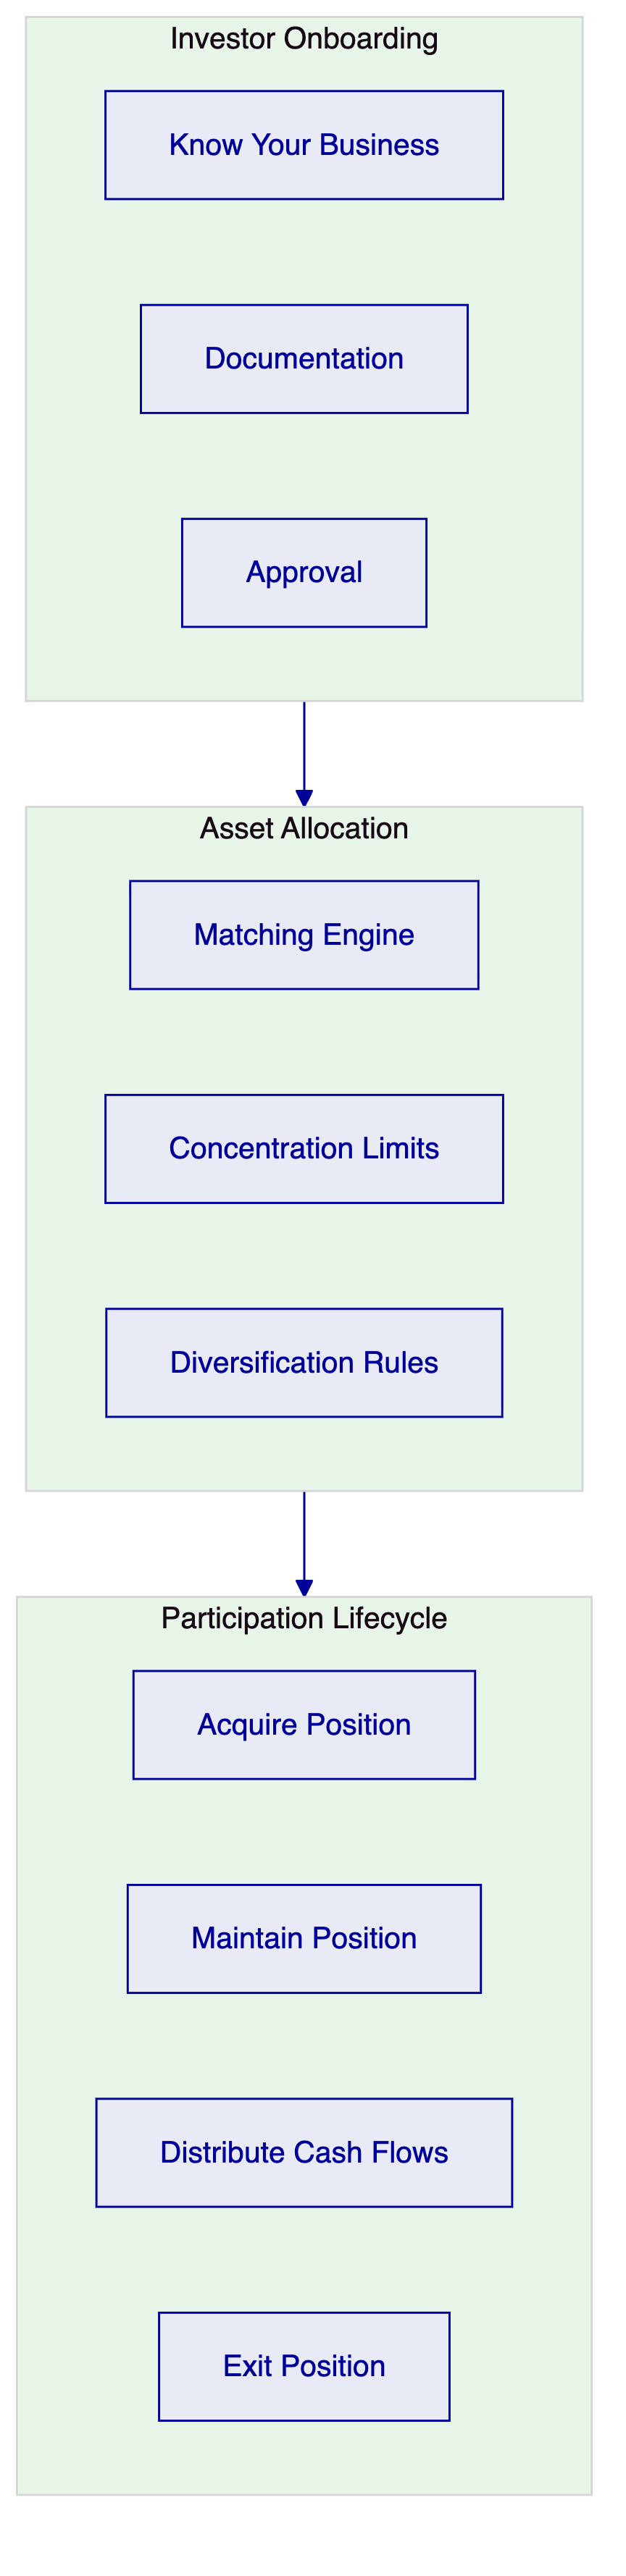 Investor Onboarding
Know Your Business
Documentation
Approval
Asset Allocation
Matching Engine
Concentration Limits
Diversification Rules
Participation Lifecycle
Acquire Position
Maintain Position
Distribute Cash Flows
Exit Position